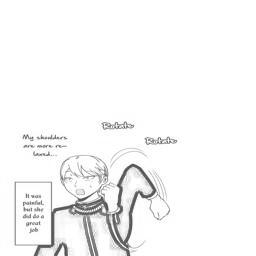 Rotate
Rotate
My shoulders
are more re-
laxed...
It was
painful,
but she
did do a
great
job